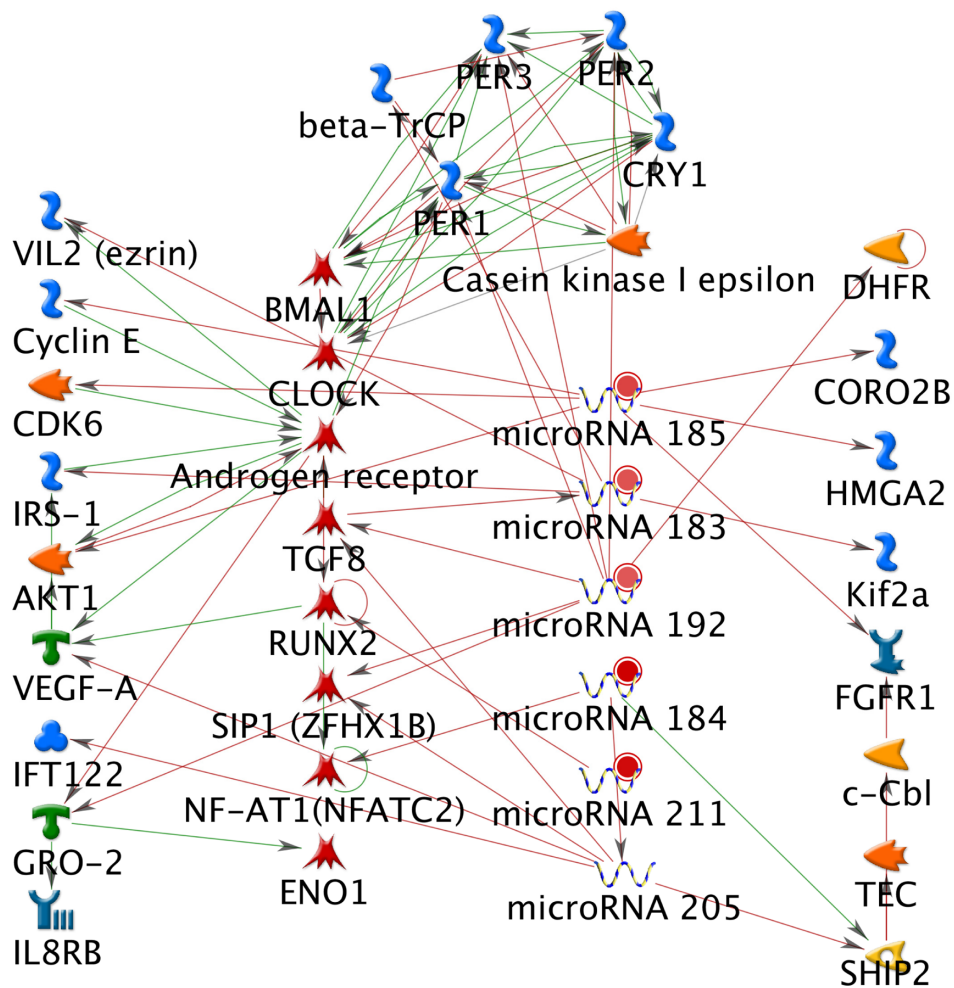 PER3
PER2
beta-TrCP
CRY1
PER1
VIL2 (ezrin)
Casein kinase I epsilon
DHFR
BMAL1
Cyclin E
CLOCK
CORO2B
CDK6
microRNA 185
Androgen receptor
HMGA2
IRS-1
microRNA 183
TCF8
AKT1
Kif2a
RUNX2
microRNA 192
VEGF-A
FGFR1
SIP1 (ZFHX1B)
microRNA 184
IFT122
c-Cbl
NF-AT1(NFATC2)
microRNA 211
GRO-2
ENO1
TEC
microRNA 205
IL8RB
SHIP2